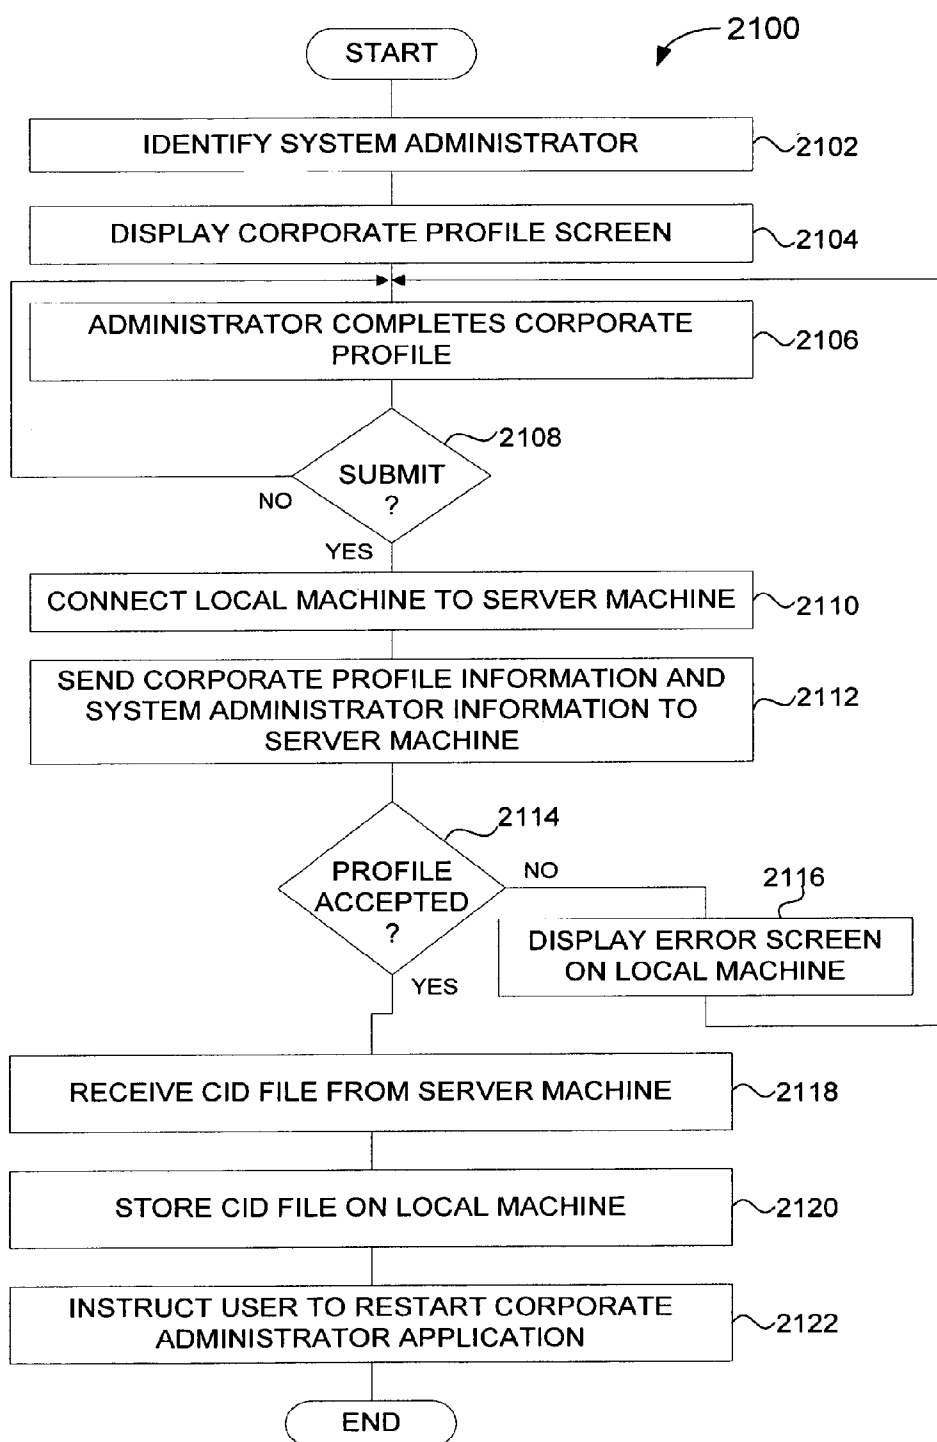 2100
START
IDENTIFY SYSTEM ADMINISTRATOR
2102
DISPLAY CORPORATE PROFILE SCREEN
2104
ADMINISTRATOR COMPLETES CORPORATE
PROFILE
2106
2108
SUBMIT
?
NO
YES
CONNECT LOCAL MACHINE TO SERVER MACHINE
2110
SEND CORPORATE PROFILE INFORMATION AND
SYSTEM ADMINISTRATOR INFORMATION TO
SERVER MACHINE
2112
2114
PROFILE
ACCEPTED
?
NO
YES
2116
DISPLAY ERROR SCREEN
ON LOCAL MACHINE
RECEIVE CID FILE FROM SERVER MACHINE
2118
STORE CID FILE ON LOCAL MACHINE
2120
INSTRUCT USER TO RESTART CORPORATE
ADMINISTRATOR APPLICATION
2122
END